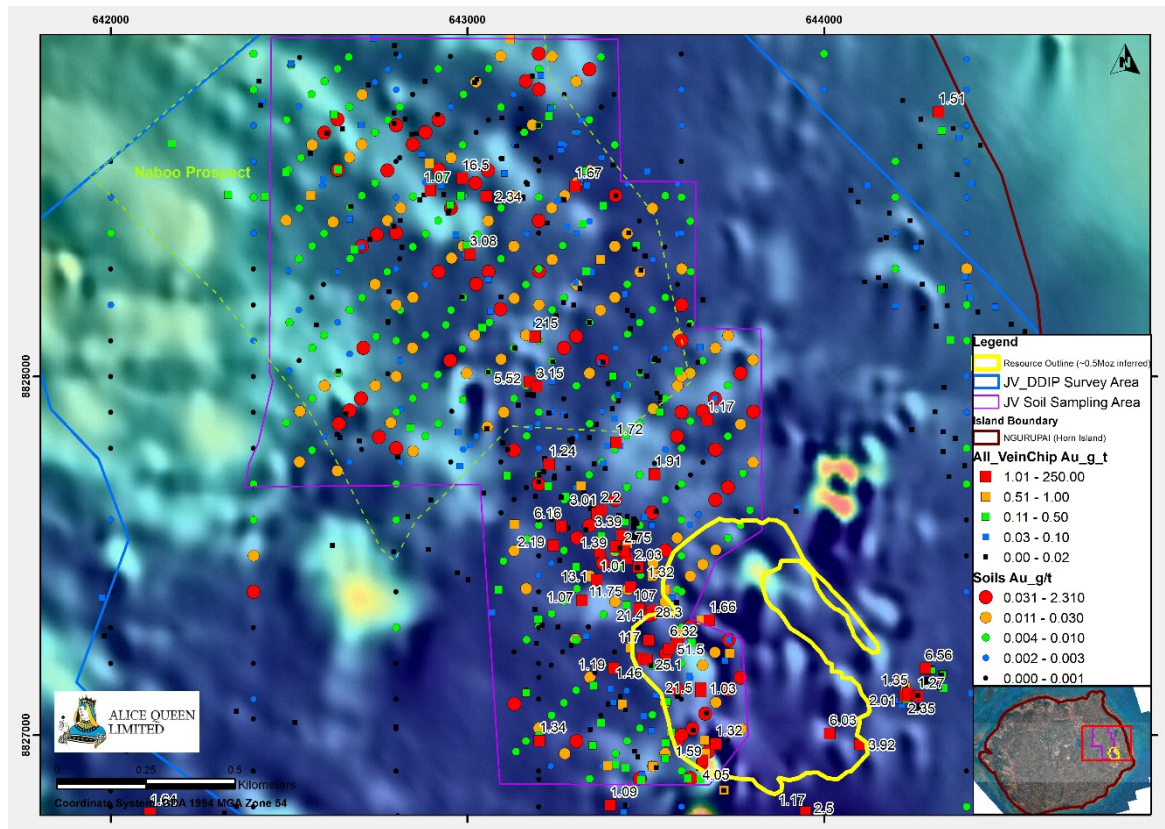 642000 643000 644000
N
1.51
Naboo Prospect
16.5
1.07
1.67
2.34
3.08
215
8828000
5.52 3.15
1.17
1.72
1.24
1.91
3.01 2.2
6.16 3.39
2.19 1.39 2.75
2.03
1.01
1.32
13.1
11.75
1.07 107
21.4 28.3
1.66
117 6.32
51.5
1.19 25.1
1.46
21.5 1.03
6.56
1.35 1.27
2.01 2.35
8827000
1.34
1.32
1.59
6.03
3.92
4.05
1.09
1.17
2.5
1.64
Legend
Resource Outline (~0.5Moz inferred)
JV_DDIP Survey Area
JV Soil Sampling Area
Island Boundary
NGURUPAI (Horn Island)
All_VeinChip Au_g_t
1.01 - 250.00
0.51 - 1.00
0.11 - 0.50
0.03 - 0.10
0.00 - 0.02
Soils Au_g/t
0.031 - 2.310
0.011 - 0.030
0.004 - 0.010
0.002 - 0.003
0.000 - 0.001
ALICE QUEEN
LIMITED
0 0.25 0.5
Kilometers
Coordinate System: GDA 1994 MGA Zone 54